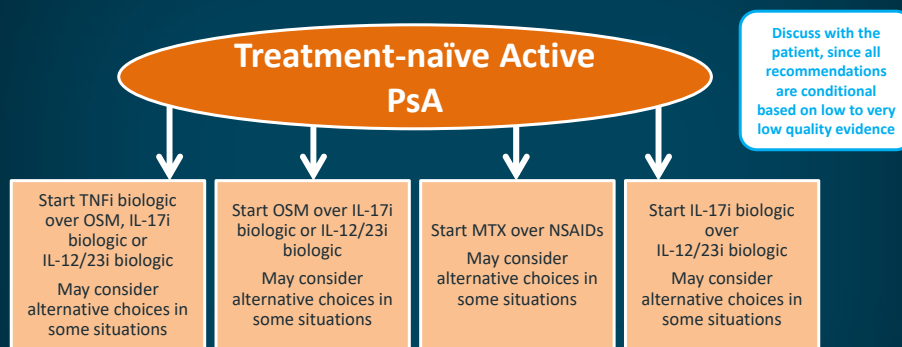 Treatment-naïve Active
PsA
Discuss with the
patient, since all
recommendations
are conditional
based on low to very
low quality evidence
Start TNFi biologic
over OSM, IL-17i
biologic or
IL-12/23i biologic
May consider
alternative choices in
some situations
Start OSM over IL-17i
biologic or IL-12/23i
biologic
May consider
alternative choices in
some situations
Start MTX over NSAIDs
May consider
alternative choices in
some situations
Start IL-17i biologic
over
IL-12/23i biologic
May consider
alternative choices in
some situations